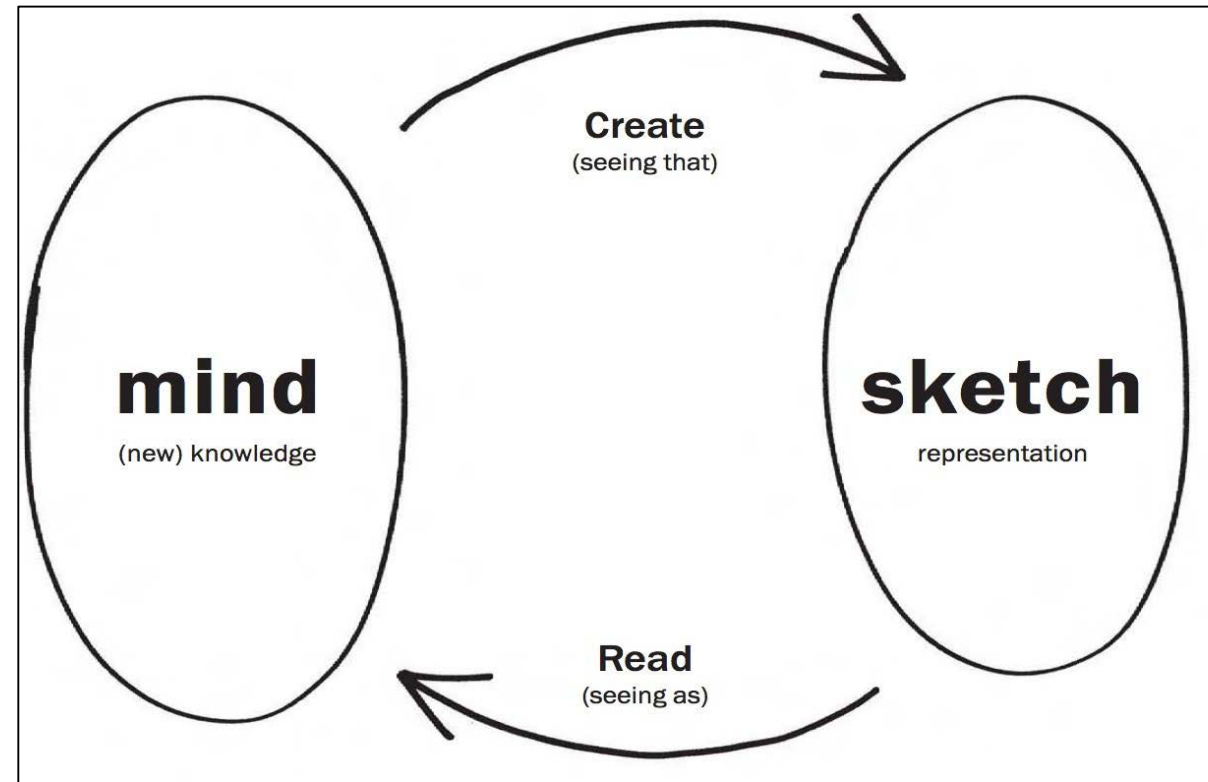 Create
(seeing that)
mind
(new) knowledge
sketch
representation
Read
(seeing as)